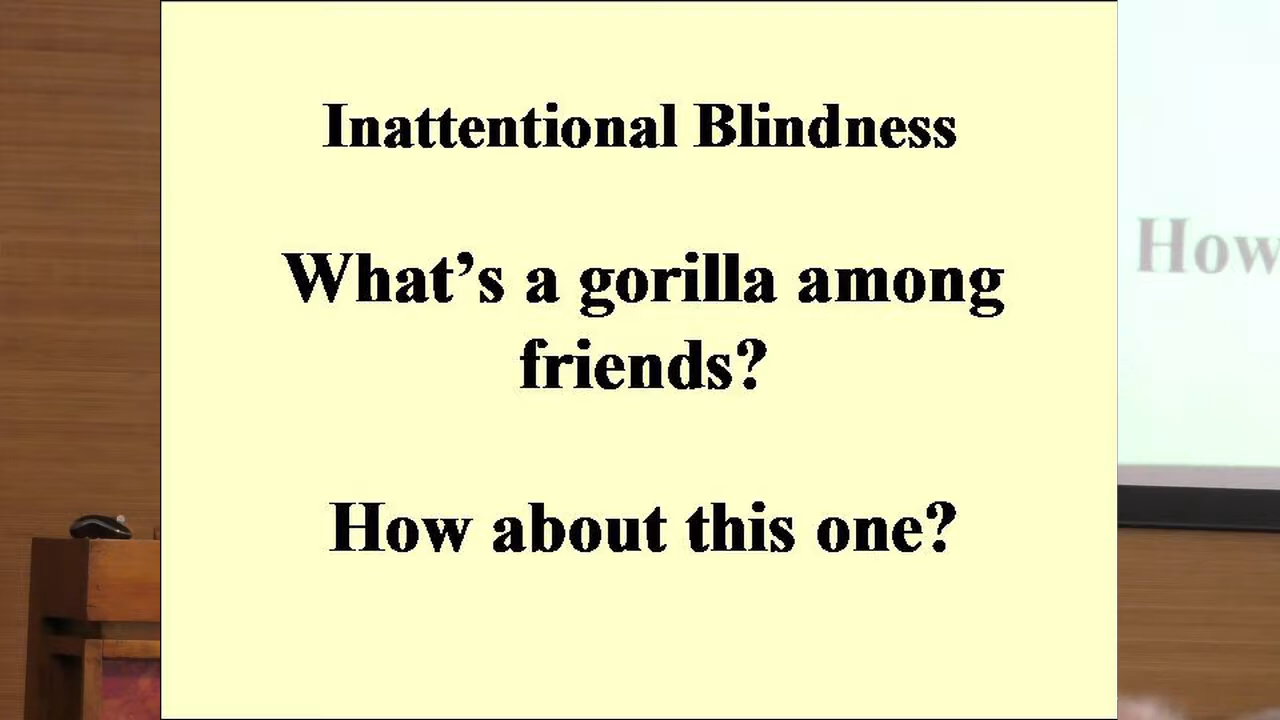 Inattentional Blindness
What’s a gorilla among
friends?
How about this one?
How